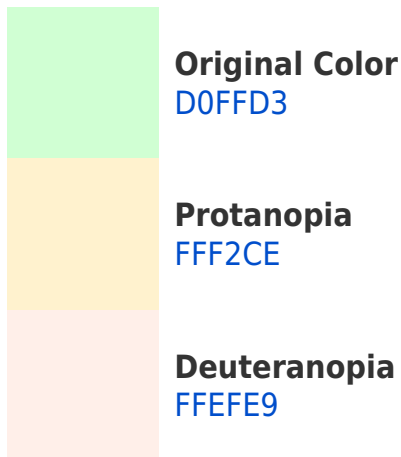 Original Color
D0FFD3
Protanopia
FFF2CE
Deuteranopia
FFEFE9